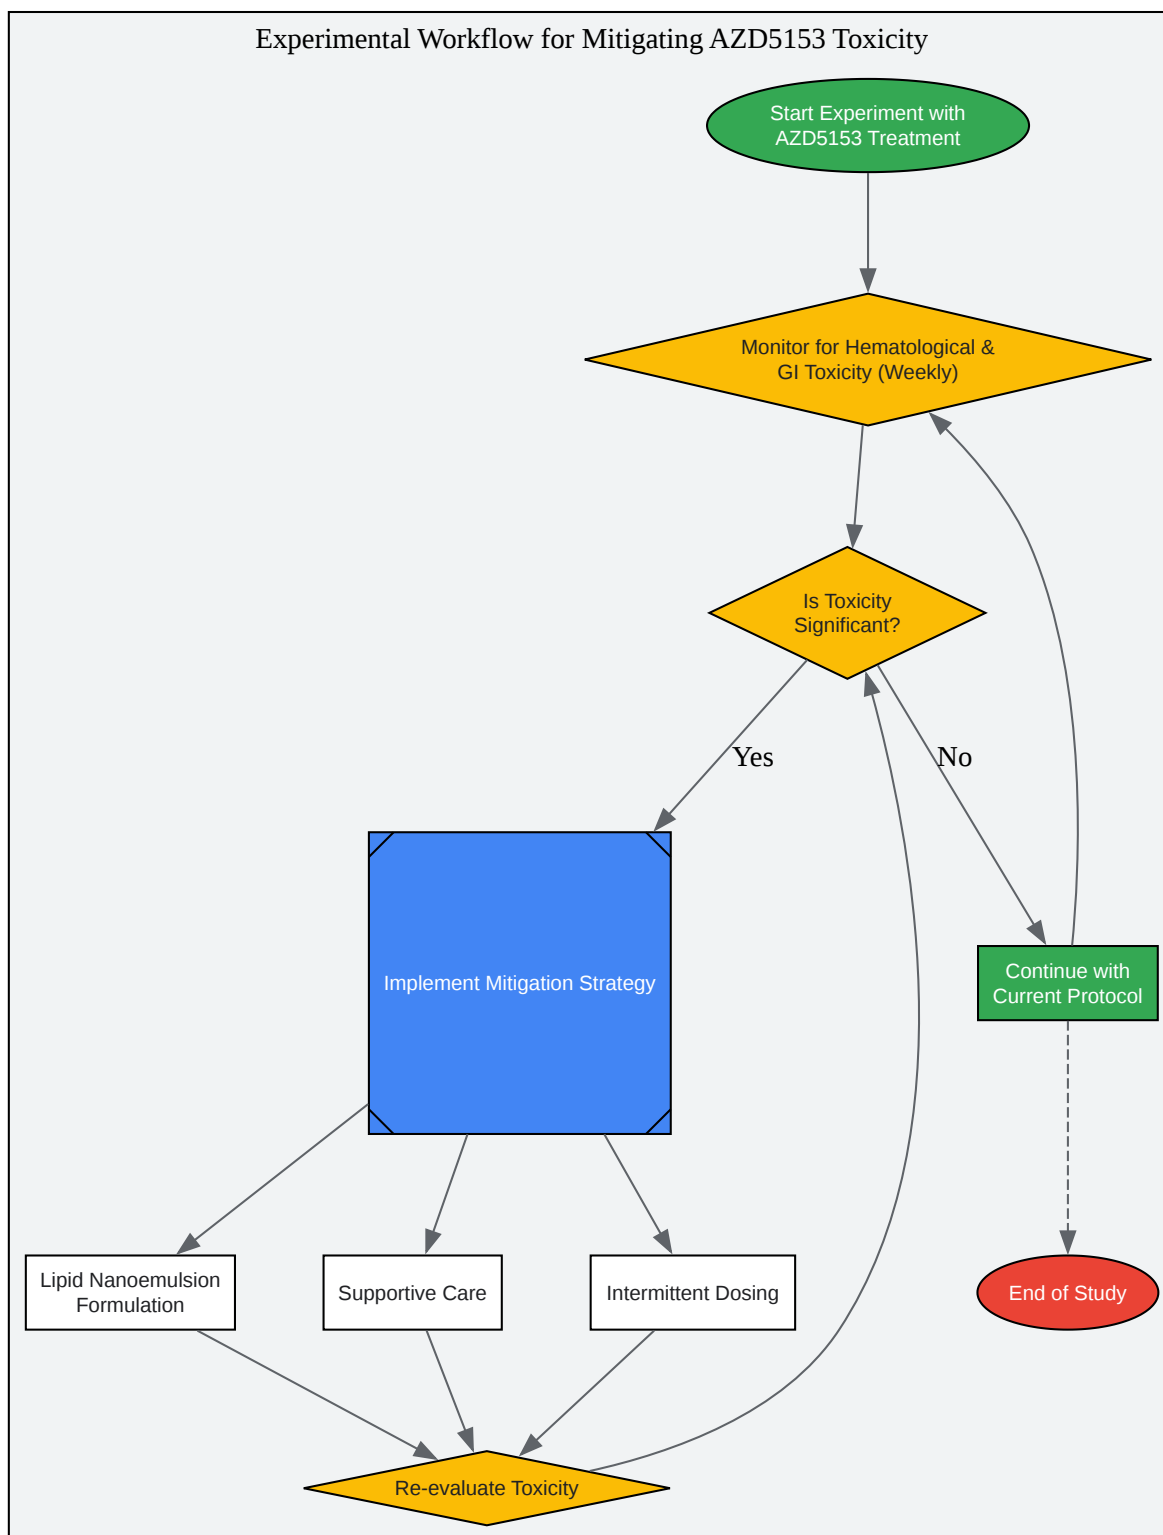 Experimental Workflow for Mitigating AZD5153 Toxicity
Start Experiment with
AZD5153 Treatment
Monitor for Hematological &
GI Toxicity (Weekly)
Is Toxicity
Significant?
Yes
No
Implement Mitigation Strategy
Continue with
Current Protocol
Lipid Nanoemulsion
Formulation
Supportive Care
Intermittent Dosing
End of Study
Re-evaluate Toxicity